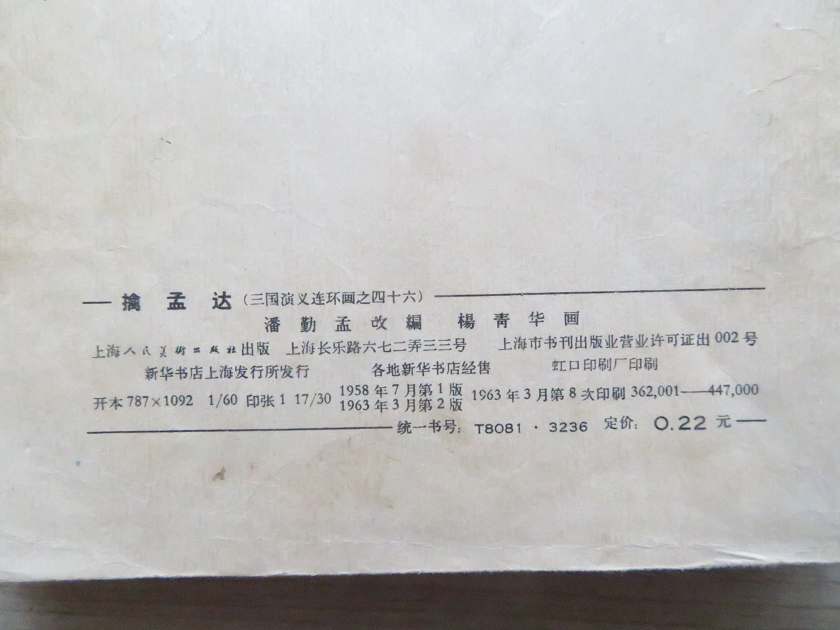 擒孟达（三国演义连环画之四十六）
潘勤孟改編 楊青华画
上海人民美術出版社出版 上海长乐路六七二弄三三号 上海市书刊出版业营业许可证出002号
新华书店上海发行所发行 各地新华书店经售 虹口印刷厂印刷
开本787×1092 1/60 印张1 17/30 1958年7月第1版 1963年3月第2版 1963年3月第8次印刷 362,001—447,000
统一书号：T8081·3236 定价：0.22元